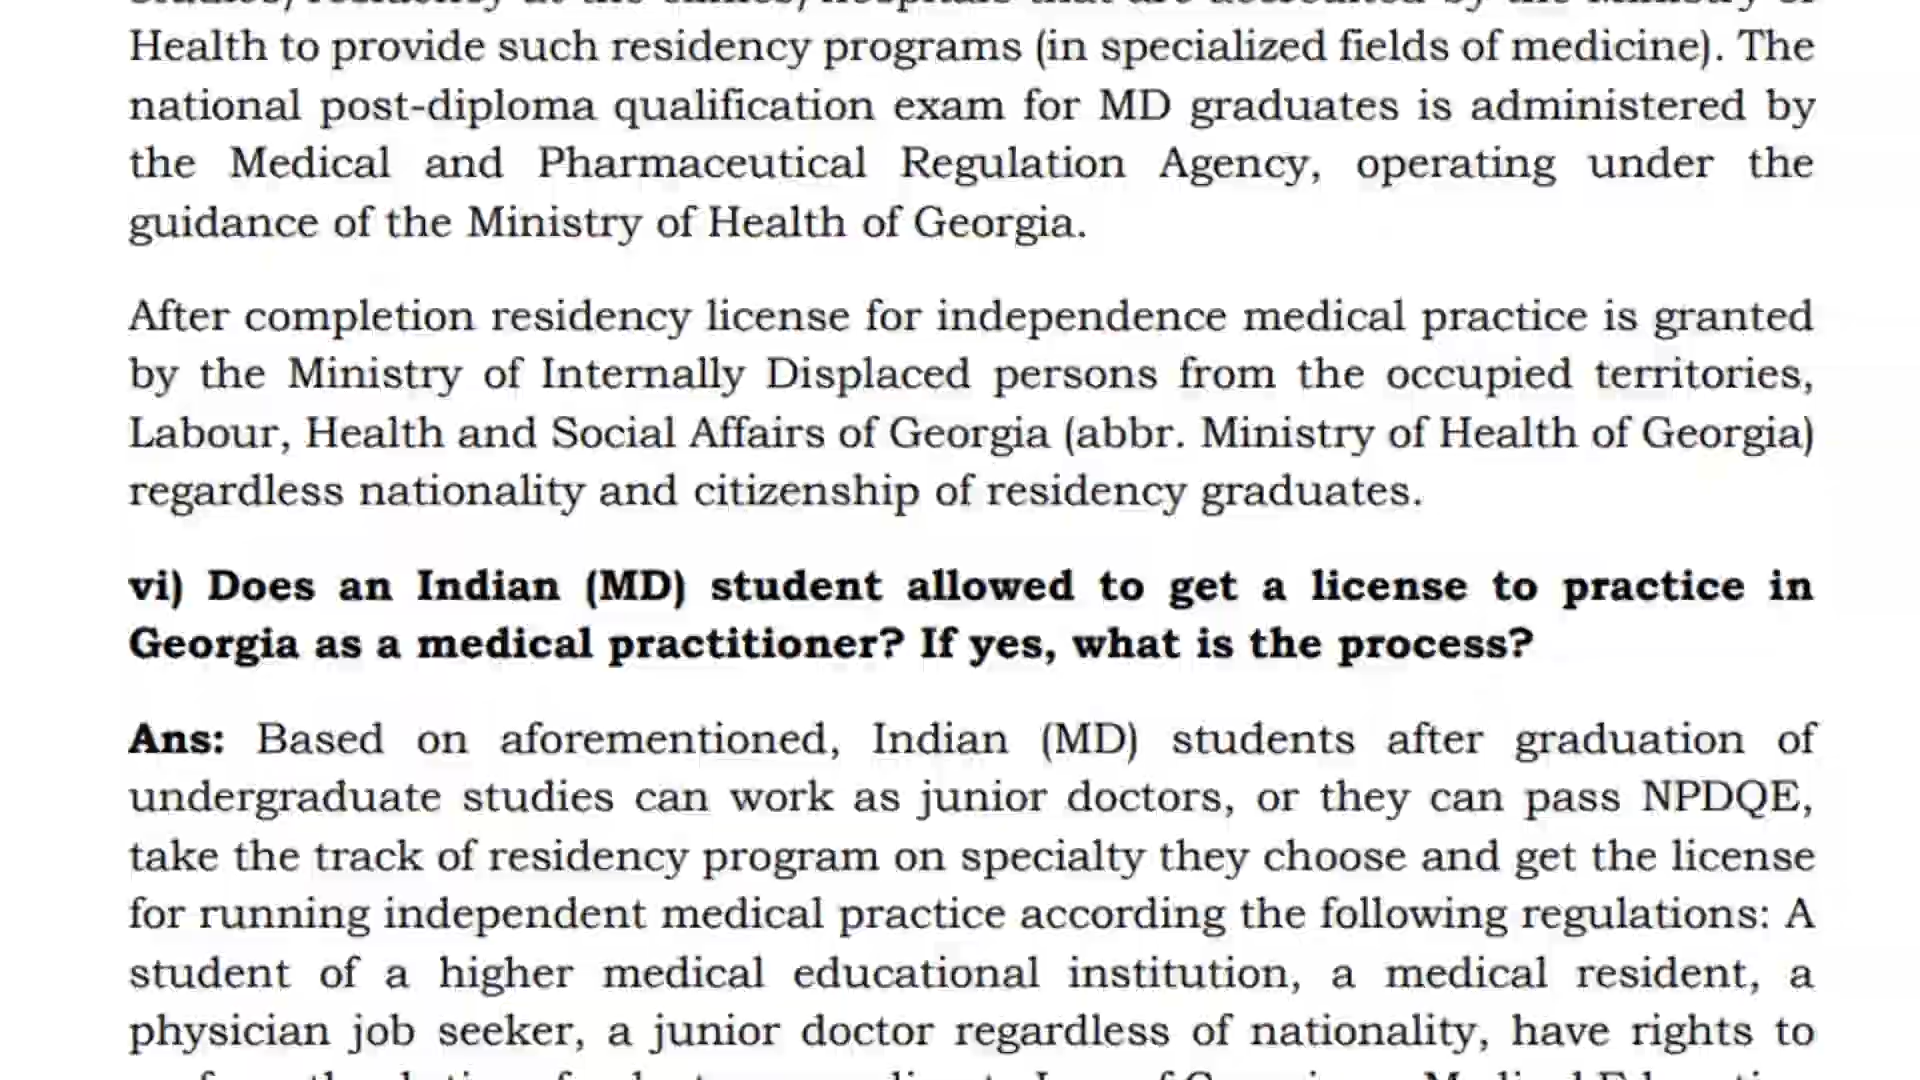 Health to provide such residency programs (in specialized fields of medicine). The
national post-diploma qualification exam for MD graduates is administered by
the Medical and Pharmaceutical Regulation Agency, operating under the
guidance of the Ministry of Health of Georgia.
After completion residency license for independence medical practice is granted
by the Ministry of Internally Displaced persons from the occupied territories,
Labour, Health and Social Affairs of Georgia (abbr. Ministry of Health of Georgia)
regardless nationality and citizenship of residency graduates.
vi) Does an Indian (MD) student allowed to get a license to practice in
Georgia as a medical practitioner? If yes, what is the process?
Ans: Based on aforementioned, Indian (MD) students after graduation of
undergraduate studies can work as junior doctors, or they can pass NPDQE,
take the track of residency program on specialty they choose and get the license
for running independent medical practice according the following regulations: A
student of a higher medical educational institution, a medical resident, a
physician job seeker, a junior doctor regardless of nationality, have rights to